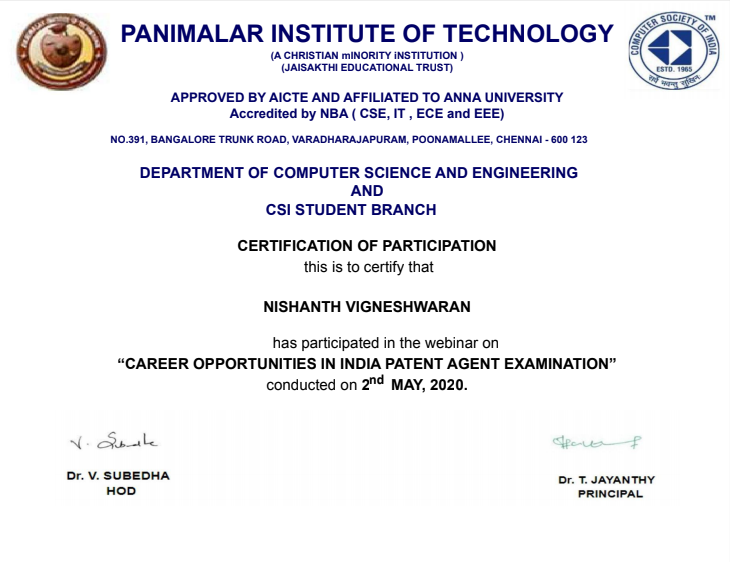 PANIMALAR INSTITUTE OF TECHNOLOGY
(A CHRISTIAN mINORITY iNSTITUTION )
(JAISAKTHI EDUCATIONAL TRUST)
COMPUTER SOCIETY OF INDIA
TM
ESTD. 1965
सर्वे भवन्तु सुखिनः
APPROVED BY AICTE AND AFFILIATED TO ANNA UNIVERSITY
Accredited by NBA ( CSE, IT , ECE and EEE)
NO.391, BANGALORE TRUNK ROAD, VARADHARAJAPURAM, POONAMALLEE, CHENNAI - 600 123
DEPARTMENT OF COMPUTER SCIENCE AND ENGINEERING
AND
CSI STUDENT BRANCH
CERTIFICATION OF PARTICIPATION
this is to certify that
NISHANTH VIGNESHWARAN
has participated in the webinar on
“CAREER OPPORTUNITIES IN INDIA PATENT AGENT EXAMINATION”
conducted on 2nd MAY, 2020.
V. Subedha
Dr. V. SUBEDHA
HOD
Dr. T. JAYANTHY
PRINCIPAL